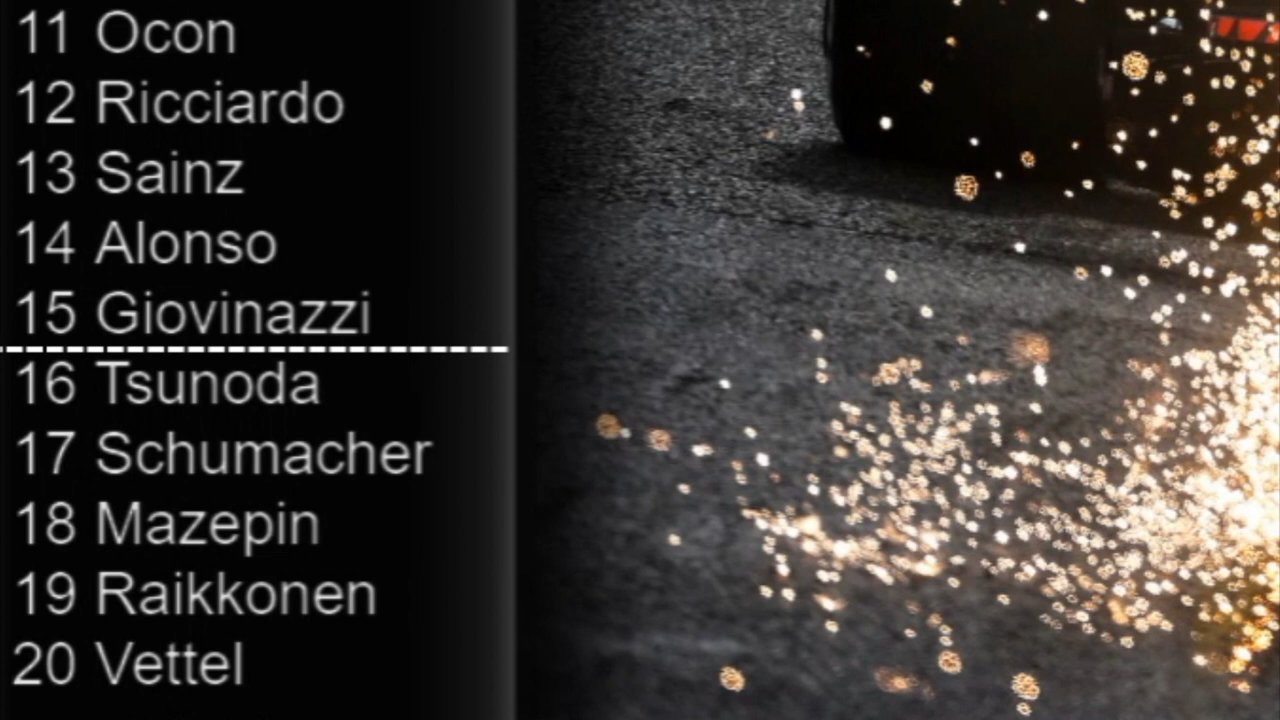 11 Ocon
12 Ricciardo
13 Sainz
14 Alonso
15 Giovinazzi
16 Tsunoda
17 Schumacher
18 Mazepin
19 Raikkonen
20 Vettel